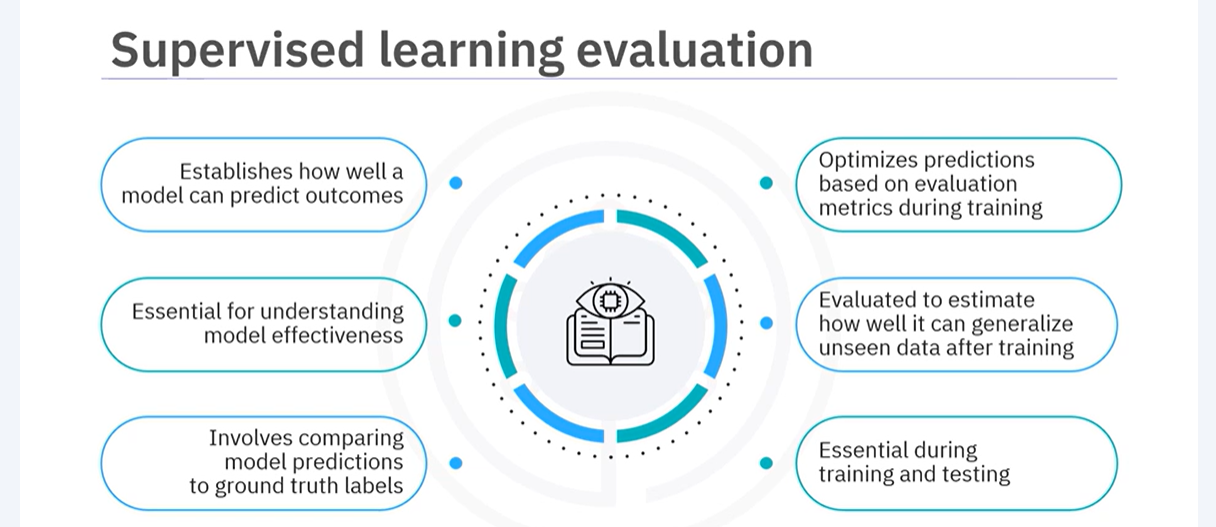 Supervised learning evaluation
Establishes how well a
model can predict outcomes
Essential for understanding
model effectiveness
Involves comparing
model predictions
to ground truth labels
Optimizes predictions
based on evaluation
metrics during training
Evaluated to estimate
how well it can generalize
unseen data after training
Essential during
training and testing